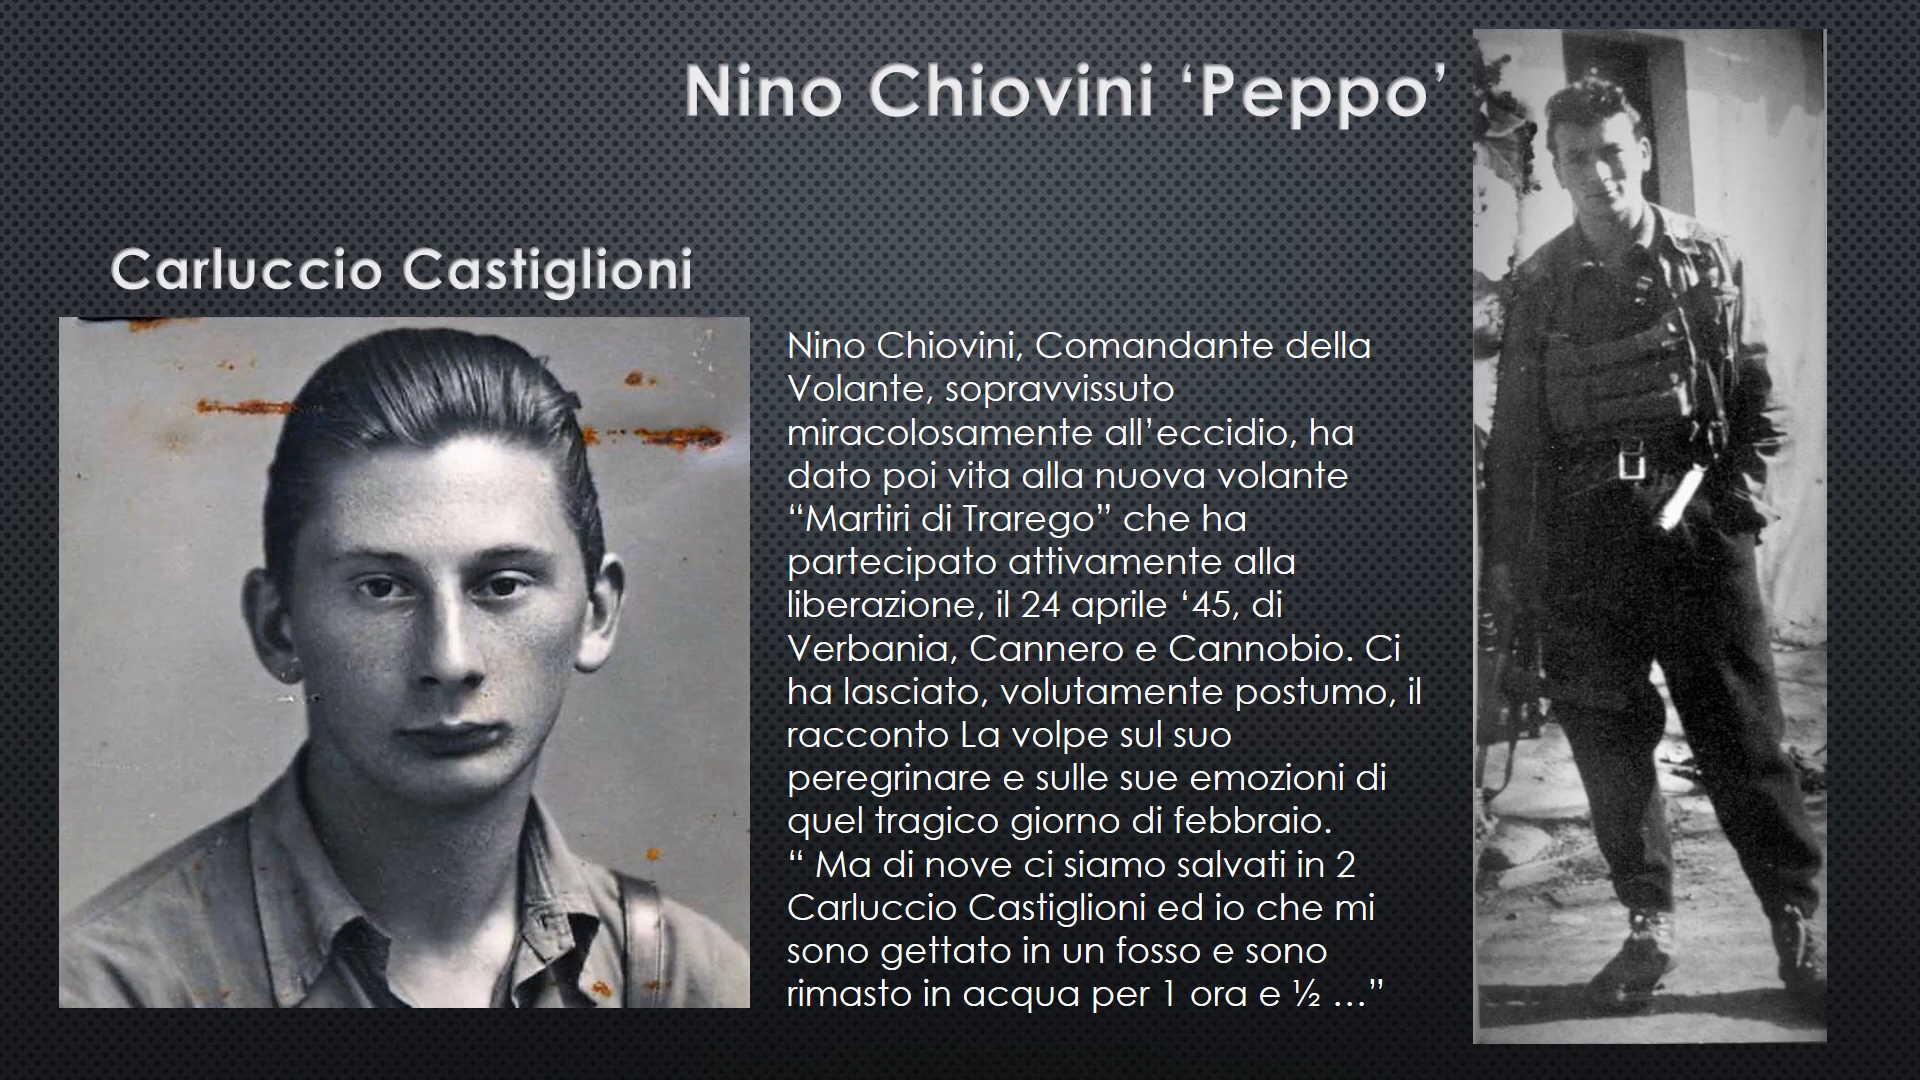 Nino Chiovini ‘Peppo’
Carluccio Castiglioni
Nino Chiovini, Comandante della
Volante, sopravvissuto
miracolosamente all’eccidio, ha
dato poi vita alla nuova volante
“Martiri di Trarego” che ha
partecipato attivamente alla
liberazione, il 24 aprile ‘45, di
Verbania, Cannero e Cannobio. Ci
ha lasciato, volutamente postumo, il
racconto La volpe sul suo
peregrinare e sulle sue emozioni di
quel tragico giorno di febbraio.
“ Ma di nove ci siamo salvati in 2
Carluccio Castiglioni ed io che mi
sono gettato in un fosso e sono
rimasto in acqua per 1 ora e ½ …”